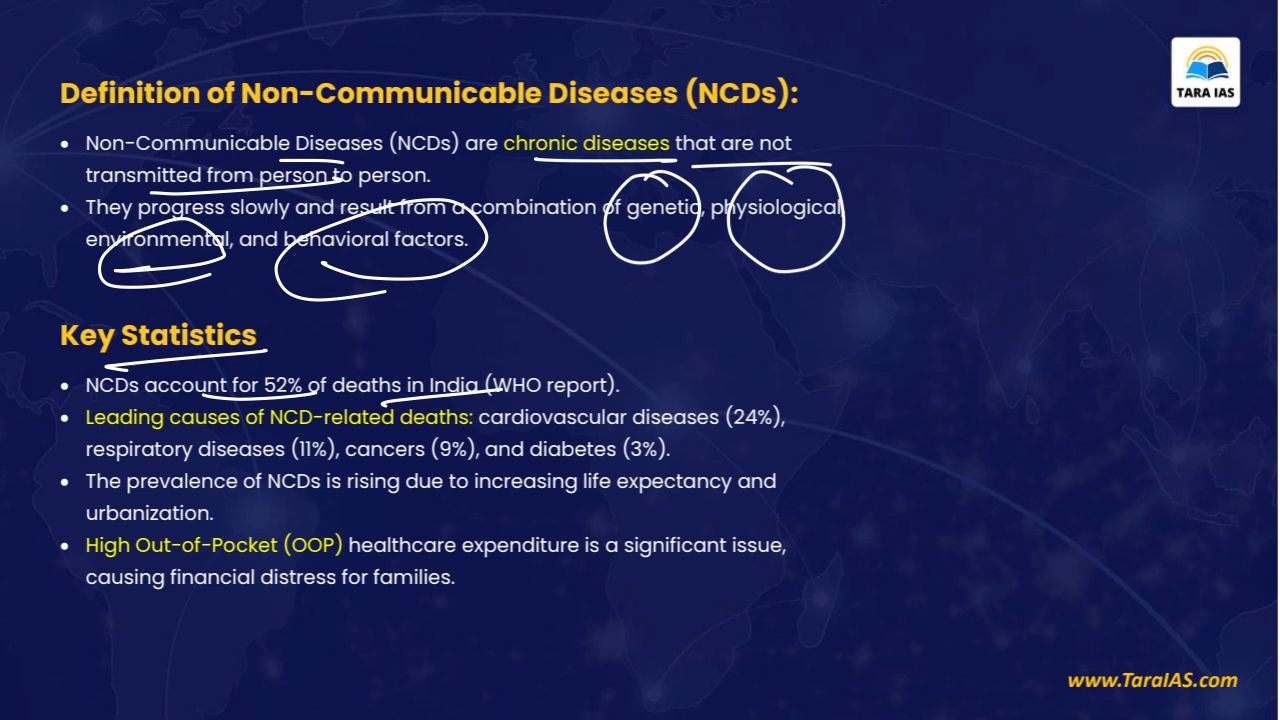 TARA IAS
Definition of Non-Communicable Diseases (NCDs):
• Non-Communicable Diseases (NCDs) are chronic diseases that are not
transmitted from person to person.
• They progress slowly and result from a combination of genetic, physiological,
environmental, and behavioral factors.
Key Statistics
• NCDs account for 52% of deaths in India (WHO report).
• Leading causes of NCD-related deaths: cardiovascular diseases (24%),
respiratory diseases (11%), cancers (9%), and diabetes (3%).
• The prevalence of NCDs is rising due to increasing life expectancy and
urbanization.
• High Out-of-Pocket (OOP) healthcare expenditure is a significant issue,
causing financial distress for families.
www.TaraIAS.com